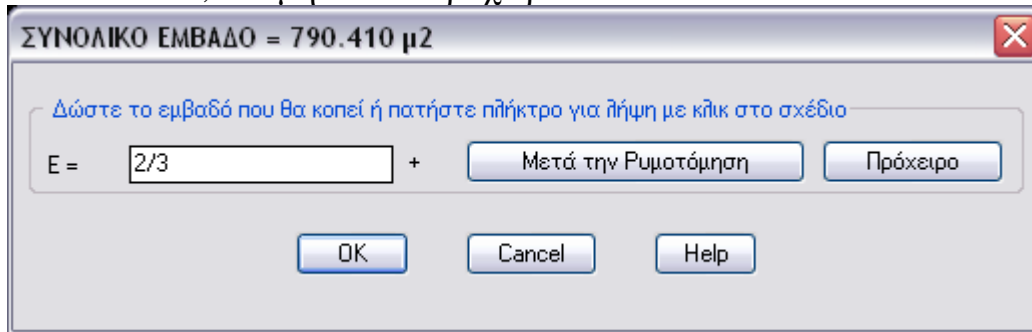 ΣΥΝΟΛΙΚΟ ΕΜΒΑΔΟ = 790.410 μ2
Δώστε το εμβαδό που θα κοπεί ή πατήστε πλήκτρο για λήψη με κλικ στο σχέδιο
E = 2/3 + Μετά την Ρυμοτόμηση Πρόχειρο
OK Cancel Help